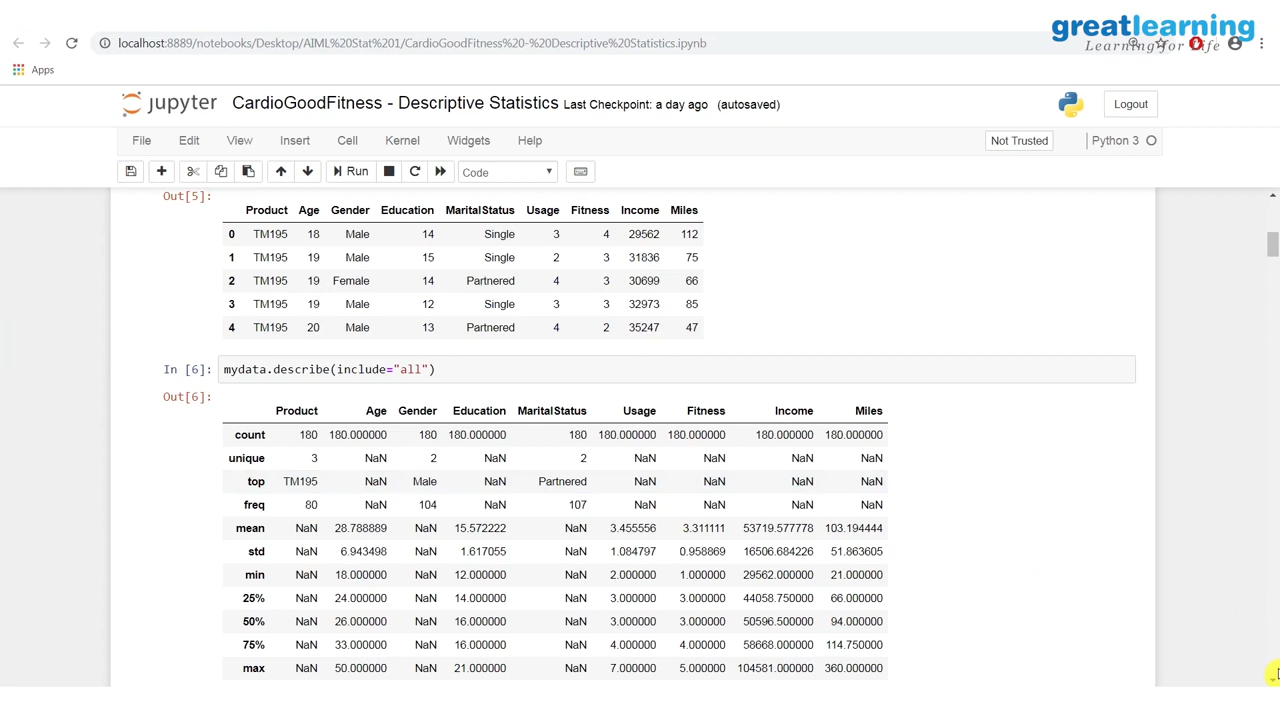 greatlearning
Learning for Life
localhost:8889/notebooks/Desktop/AIML%20Stat%201/CardioGoodFitness%20-%20Descriptive%20Statistics.ipynb
Apps
jupyter CardioGoodFitness - Descriptive Statistics Last Checkpoint: a day ago (autosaved) Logout
File Edit View Insert Cell Kernel Widgets Help Not Trusted Python 3
Run Code
Out[5]:
Product Age Gender Education MaritalStatus Usage Fitness Income Miles
0 TM195 18 Male 14 Single 3 4 29562 112
1 TM195 19 Male 15 Single 2 3 31836 75
2 TM195 19 Female 14 Partnered 4 3 30699 66
3 TM195 19 Male 12 Single 3 3 32973 85
4 TM195 20 Male 13 Partnered 4 2 35247 47
In [6]: mydata.describe(include="all")
Out[6]:
Product Age Gender Education MaritalStatus Usage Fitness Income Miles
count 180 180.000000 180 180.000000 180 180.000000 180.000000 180.000000 180.000000
unique 3 NaN 2 NaN 2 NaN NaN NaN NaN
top TM195 NaN Male NaN Partnered NaN NaN NaN NaN
freq 80 NaN 104 NaN 107 NaN NaN NaN NaN
mean NaN 28.788889 NaN 15.572222 NaN 3.455556 3.311111 53719.577778 103.194444
std NaN 6.943498 NaN 1.617055 NaN 1.084797 0.958869 16506.684226 51.863605
min NaN 18.000000 NaN 12.000000 NaN 2.000000 1.000000 29562.000000 21.000000
25% NaN 24.000000 NaN 14.000000 NaN 3.000000 3.000000 44058.750000 66.000000
50% NaN 26.000000 NaN 16.000000 NaN 3.000000 3.000000 50596.500000 94.000000
75% NaN 33.000000 NaN 16.000000 NaN 4.000000 4.000000 58668.000000 114.750000
max NaN 50.000000 NaN 21.000000 NaN 7.000000 5.000000 104581.000000 360.000000